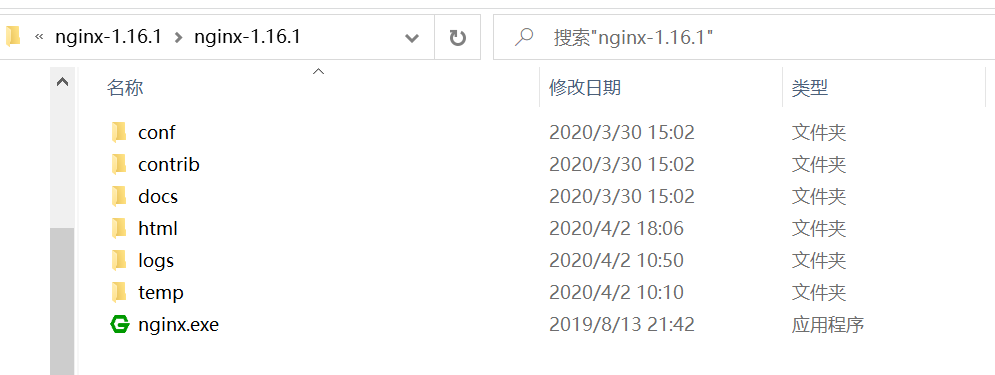 « nginx-1.16.1 > nginx-1.16.1 搜索"nginx-1.16.1"
名称 修改日期 类型
conf 2020/3/30 15:02 文件夹
contrib 2020/3/30 15:02 文件夹
docs 2020/3/30 15:02 文件夹
html 2020/4/2 18:06 文件夹
logs 2020/4/2 10:50 文件夹
temp 2020/4/2 10:10 文件夹
nginx.exe 2019/8/13 21:42 应用程序